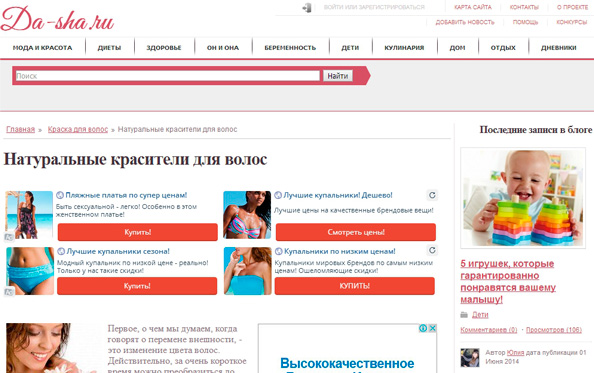 Da-sha.ru
ВОЙТИ ИЛИ ЗАРЕГИСТРИРОВАТЬСЯ КАРТА САЙТА КОНТАКТЫ О ПРОЕКТЕ
ДОБАВИТЬ НОВОСТЬ ПОМОЩЬ КОНКУРСЫ
МОДА И КРАСОТА ДИЕТЫ ЗДОРОВЬЕ ОН И ОНА БЕРЕМЕННОСТЬ ДЕТИ КУЛИНАРИЯ ДОМ ОТДЫХ ДНЕВНИКИ
Поиск Найти
Главная » Краска для волос » Натуральные красители для волос
Натуральные красители для волос
Пляжные платья по супер ценам!
Быть сексуальной - легко! Особенно в этом
женственном платье!
Купить!
Лучшие купальники! Дешево!
Лучшие цены на качественные брендовые вещи!
Смотреть цены!
Лучшие купальники сезона!
Модный купальник по низкой цене - реально!
Только у нас такие скидки!
Купить!
Купальники по низким ценам!
Купальники мировых брендов по самым низким
ценам! Ошеломляющие скидки!
КУПИТЬ!
Первое, о чем мы думаем, когда
говорят о перемене внешности, -
это изменение цвета волос.
Действительно, за очень короткое
время можно преобразиться до
Высококачественное
Последние записи в блоге
5 игрушек, которые
гарантированно
понравятся вашему
малышу!
Дети
Комментариев (0) - Просмотров (106)
Автор Юлия дата публикации 01
Июня 2014